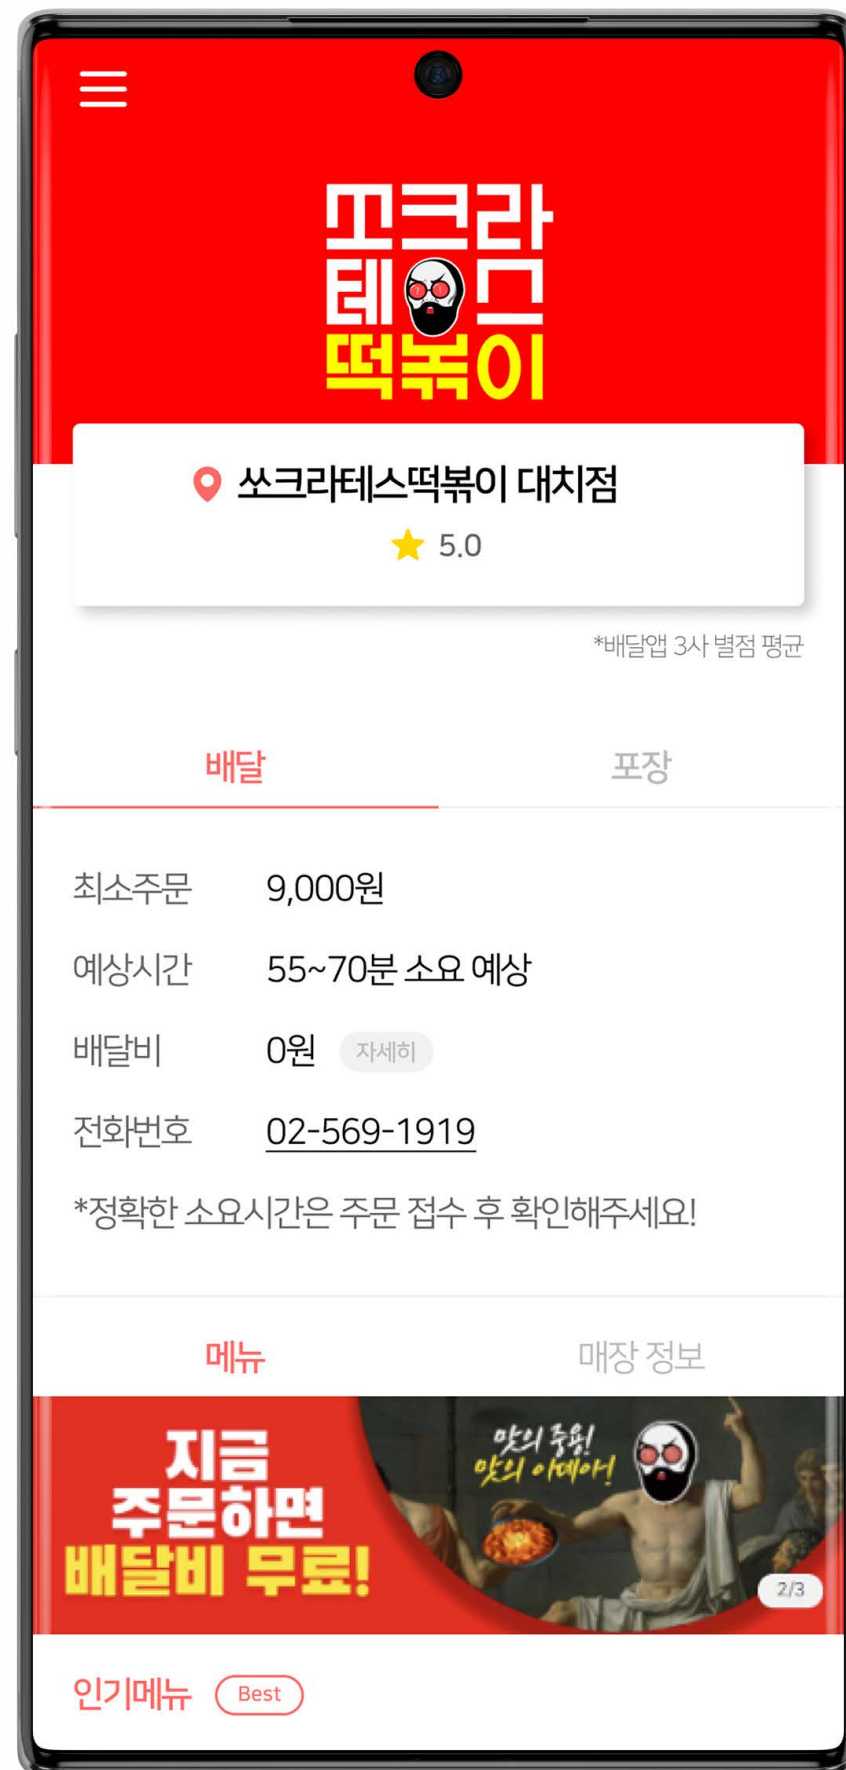 쏘크라
테스
떡볶이
쏘크라테스떡볶이 대치점
5.0
*배달앱 3사 별점 평균
배달
포장
최소주문 9,000원
예상시간 55~70분 소요 예상
배달비 0원 자세히
전화번호 02-569-1919
*정확한 소요시간은 주문 접수 후 확인해주세요!
메뉴
매장 정보
지금
주문하면
배달비 무료!
맛의 중용!
맛의 이데아!
2/3
인기메뉴 Best